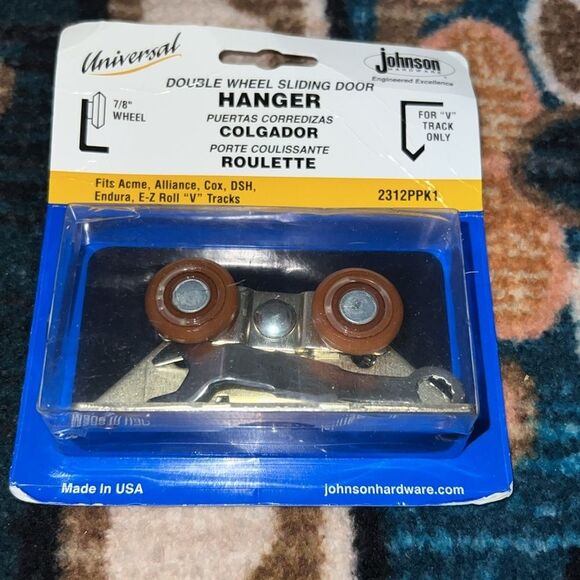 Universal
Johnson
HARDWARE®
Engineered Excellence
DOUBLE WHEEL SLIDING DOOR
HANGER
PUERTAS CORREDIZAS
COLGADOR
PORTE COULISSANTE
ROULETTE
7/8"
WHEEL
FOR "V"
TRACK
ONLY
Fits Acme, Alliance, Cox, DSH,
Endura, E-Z Roll "V" Tracks
2312PPK1
Made In USA
johnsonhardware.com